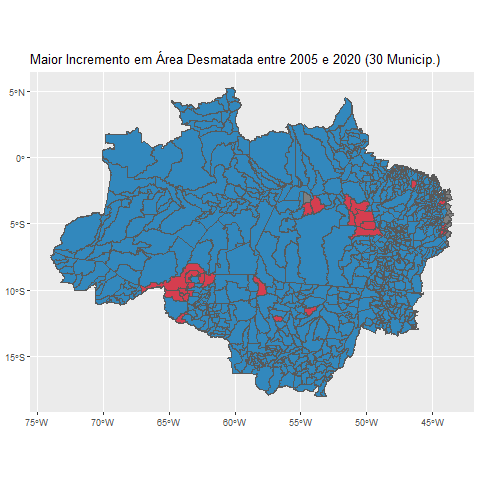 Maior Incremento em Área Desmatada entre 2005 e 2020 (30 Municip.)
5°N
0°
5°S
10°S
15°S
75°W 70°W 65°W 60°W 55°W 50°W 45°W